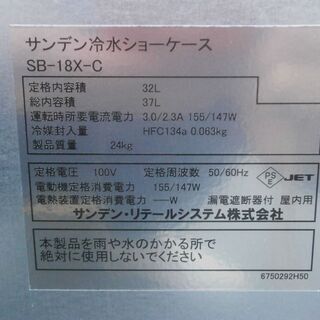 サンデン冷水ショーケース
SB-18X-C
定格内容積 32L
総内容積 37L
運転時所要電流電力 3.0/2.3A 155/147W
冷媒封入量 HFC134a 0.063kg
製品質量 24kg
定格電圧 100V 定格周波数 50/60Hz
電動機定格消費電力 155/147W
電熱装置定格消費電力 ―W 漏電遮断器付 屋内用
PSE JET
サンデン・リテールシステム株式会社
本製品を雨や水のかかる所で
絶対に使用しないでください
6750292H50